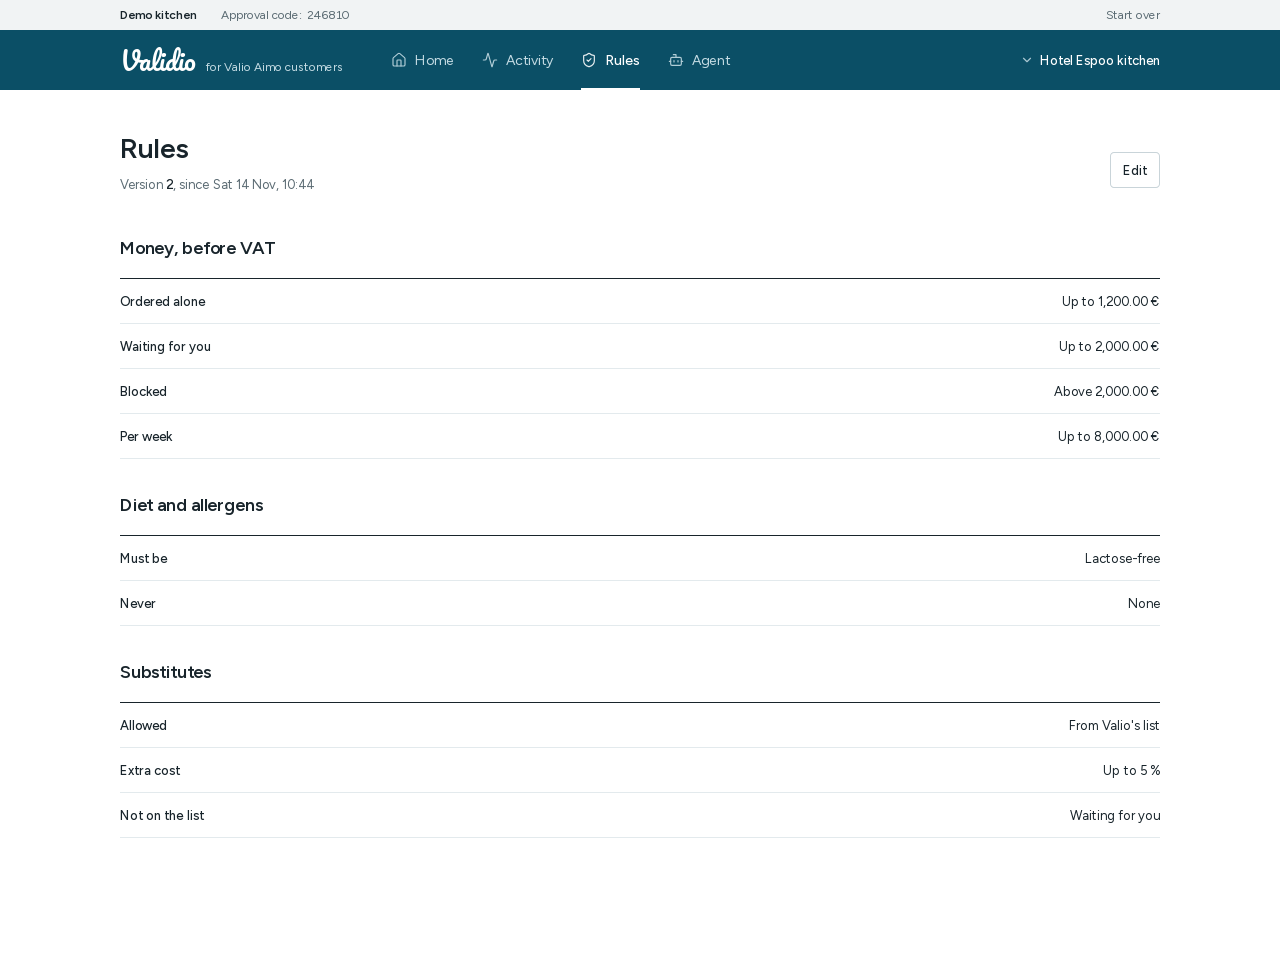 Demo kitchen Approval code: 246810 Start over
Validio for Valio Aimo customers Home Activity Rules Agent Hotel Espoo kitchen
Rules
Edit
Version 2, since Sat 14 Nov, 10:44
Money, before VAT
Ordered alone Up to 1,200.00 €
Waiting for you Up to 2,000.00 €
Blocked Above 2,000.00 €
Per week Up to 8,000.00 €
Diet and allergens
Must be Lactose-free
Never None
Substitutes
Allowed From Valio's list
Extra cost Up to 5 %
Not on the list Waiting for you